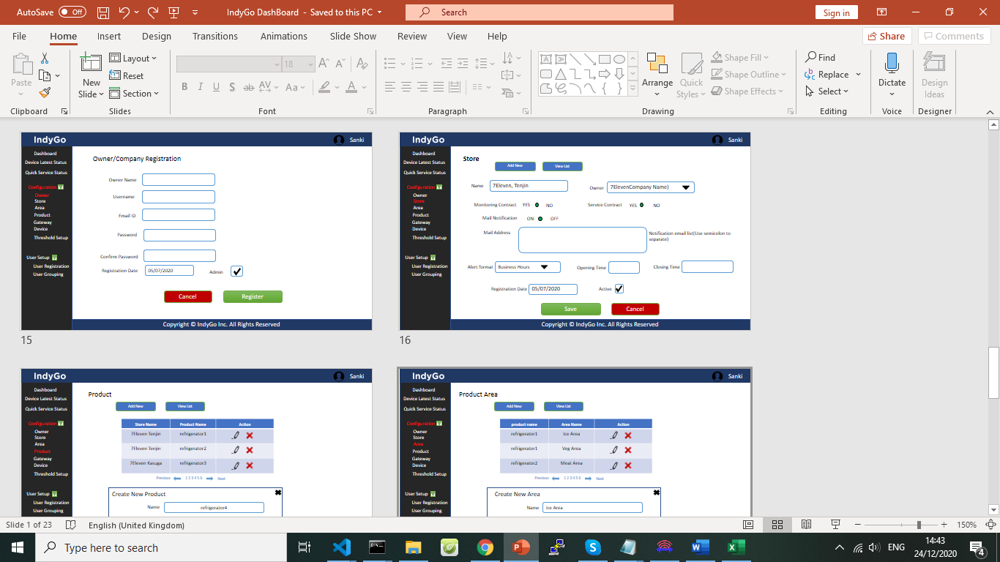 AutoSave Off IndyGo DashBoard - Saved to this PC Search Sign in
File Home Insert Design Transitions Animations Slide Show Review View Help Share Comments
Paste
Clipboard
New Slide
Layout
Reset
Section
Slides
18
Font
Paragraph
Arrange
Quick Styles
Shape Fill
Shape Outline
Shape Effects
Drawing
Find
Replace
Select
Editing
Dictate
Voice
Design Ideas
Designer
IndyGo Sanki
Dashboard
Device Latest Status
Quick Service Status
Configuration
Owner
Store
Area
Product
Gateway
Device
Threshold Setup
User Setup
User Registration
User Grouping
Owner/Company Registration
Owner Name
Username
Email ID
Password
Confirm Password
Registration Date 05/07/2020 Admin
Cancel Register
Copyright © IndyGo Inc. All Rights Reserved
15
IndyGo Sanki
Dashboard
Device Latest Status
Quick Service Status
Configuration
Owner
Store
Area
Product
Gateway
Device
Threshold Setup
User Setup
User Registration
User Grouping
Store
Add New View List
Name 7Eleven, Tenjin Owner 7ElevenCompany Name)
Monitoring Contract YES NO Service Contract YES NO
Mail Notification ON OFF
Mail Address Notification email list(Use semicolon to
separate)
Alert format Business Hours Opening Time Closing Time
Registration Date 05/07/2020 Active
Save Cancel
Copyright © IndyGo Inc. All Rights Reserved
16
IndyGo Sanki
Dashboard
Device Latest Status
Quick Service Status
Configuration
Owner
Store
Area
Product
Gateway
Device
Threshold Setup
User Setup
User Registration
User Grouping
Product
Add New View List
Store Name Product Name Action
7Eleven Tenjin refrigerator1
7Eleven Tenjin refrigerator2
7Eleven Kasuga refrigerator3
Previous 1 2 3 4 5 6 Next
Create New Product
Name refrigerator4
IndyGo Sanki
Dashboard
Device Latest Status
Quick Service Status
Configuration
Owner
Store
Area
Product
Gateway
Device
Threshold Setup
User Setup
User Registration
User Grouping
Product Area
Add New View List
product name Area Name Action
refrigerator1 Ice Area
refrigerator1 Veg Area
refrigerator2 Meat Area
Previous 1 2 3 4 5 6 Next
Create New Area
Name Ice Area
Slide 1 of 23 English (United Kingdom) 150%
Type here to search
ENG
14:43
24/12/2020
4